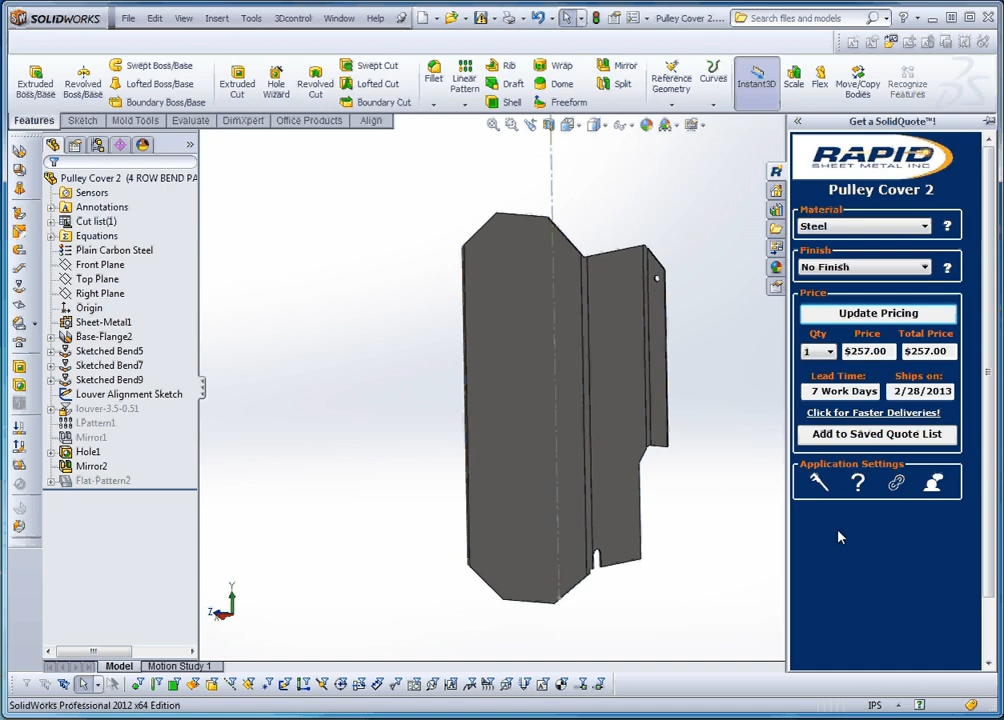 SOLIDWORKS File Edit View Insert Tools 3Dcontrol Window Help Pulley Cover 2.... Search files and models
Extruded Boss/Base
Revolved Boss/Base
Swept Boss/Base
Lofted Boss/Base
Boundary Boss/Base
Extruded Cut
Hole Wizard
Revolved Cut
Swept Cut
Lofted Cut
Boundary Cut
Fillet
Linear Pattern
Rib
Draft
Shell
Wrap
Dome
Freeform
Mirror
Split
Reference Geometry
Curves
Instant3D
Scale
Flex
Move/Copy Bodies
Recognize Features
Features Sketch Mold Tools Evaluate DimXpert Office Products Align
Pulley Cover 2 (4 ROW BEND PA
Sensors
Annotations
Cut list(1)
Equations
Plain Carbon Steel
Front Plane
Top Plane
Right Plane
Origin
Sheet-Metal1
Base-Flange2
Sketched Bend5
Sketched Bend7
Sketched Bend9
Louver Alignment Sketch
louver-3.5-0.51
LPattern1
Mirror1
Hole1
Mirror2
Flat-Pattern2
Y
Z
X
Get a SolidQuote™!
RAPID
SHEET METAL INC
Pulley Cover 2
Material
Steel ?
Finish
No Finish ?
Price
Update Pricing
Qty Price Total Price
1 $257.00 $257.00
Lead Time: Ships on:
7 Work Days 2/28/2013
Click for Faster Deliveries!
Add to Saved Quote List
Application Settings
?
Model Motion Study 1
SolidWorks Professional 2012 x64 Edition IPS ?